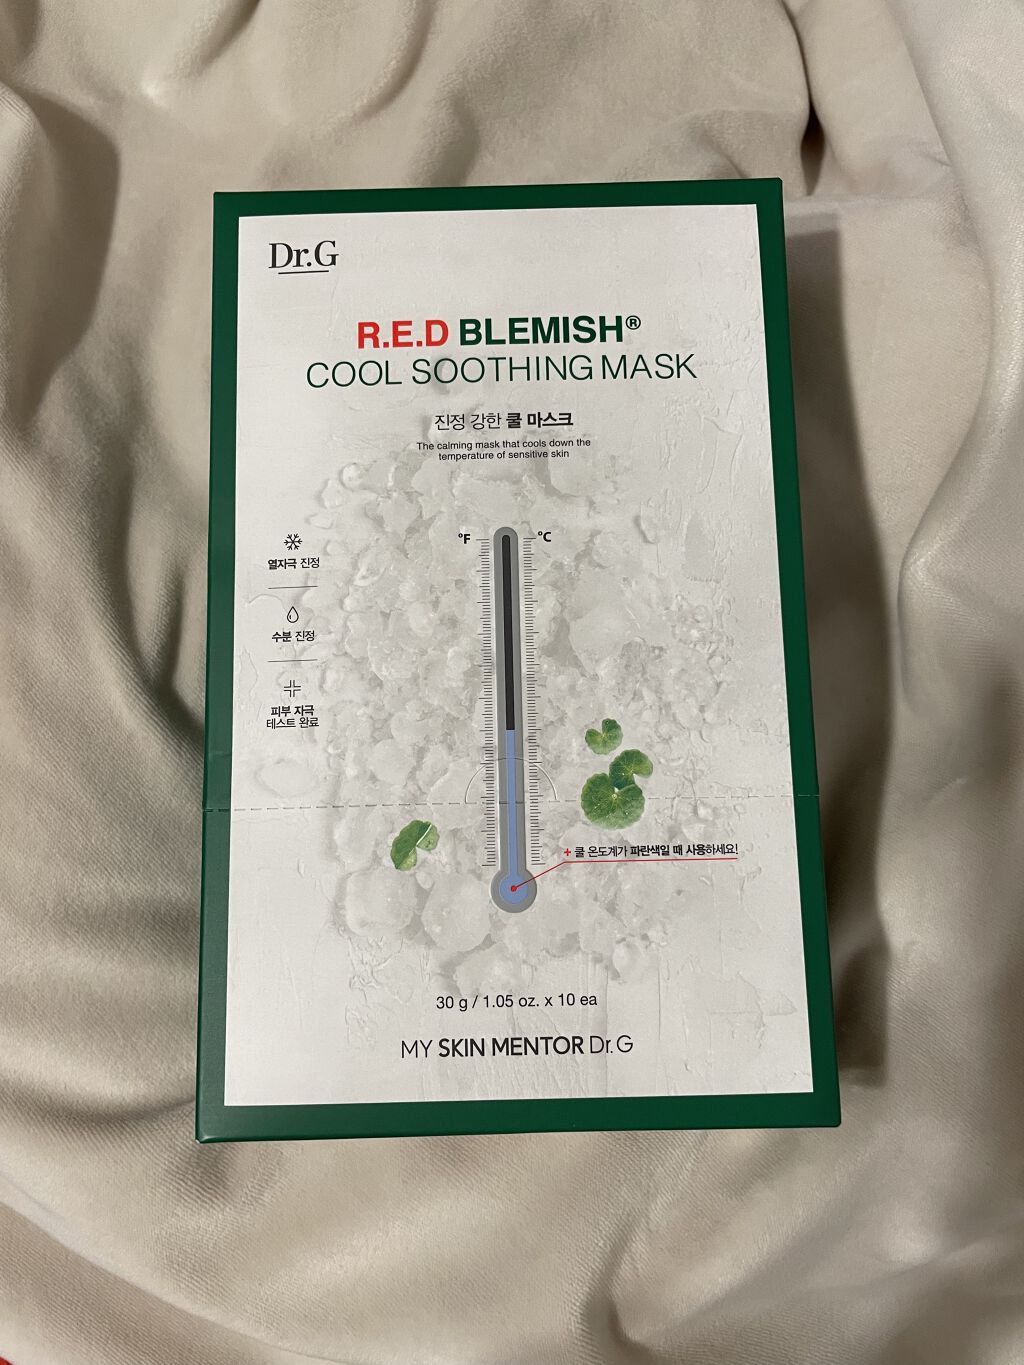 Dr.G
R.E.D BLEMISH®
COOL SOOTHING MASK
진정 강한 쿨 마스크
The calming mask that cools down the
temperature of sensitive skin
°F
°C
열자극 진정
수분 진정
피부 자극
테스트 완료
+ 쿨 온도계가 파란색일 때 사용하세요!
30 g / 1.05 oz. x 10 ea
MY SKIN MENTOR Dr.G